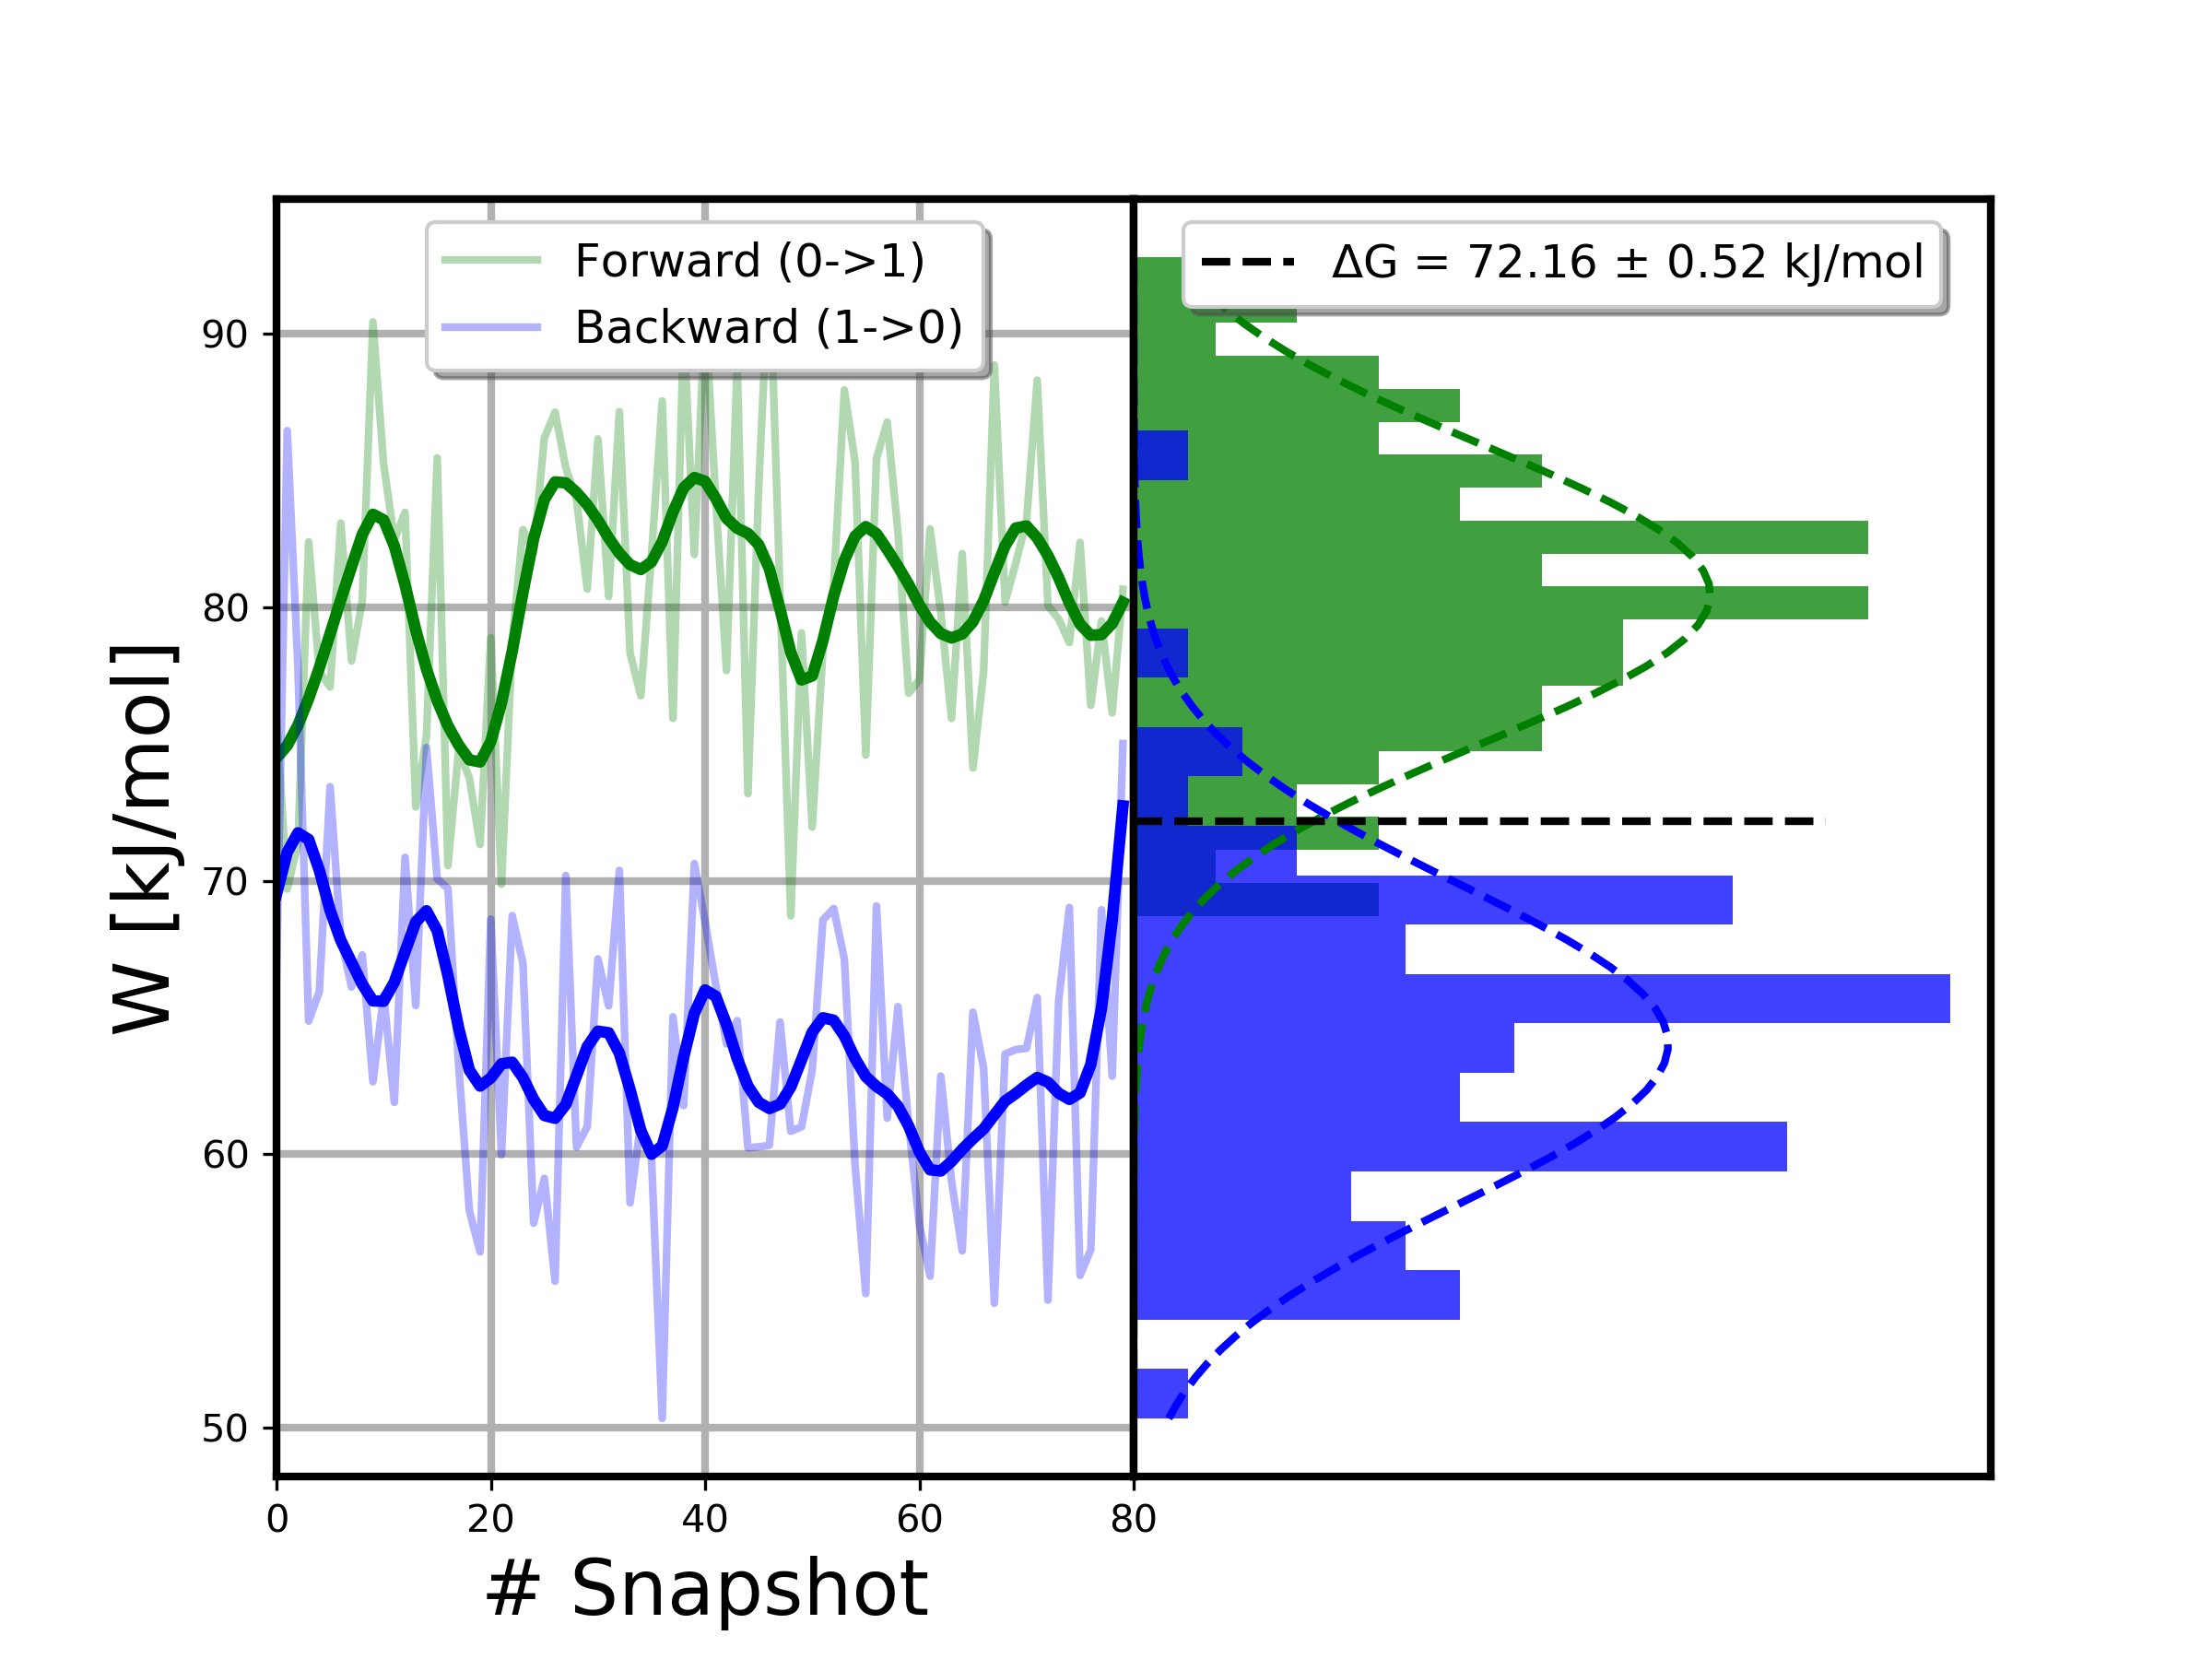 Forward (0->1)
Backward (1->0)
ΔG = 72.16 ± 0.52 kJ/mol
90
80
70
60
50
W [kJ/mol]
0 20 40 60 80
# Snapshot